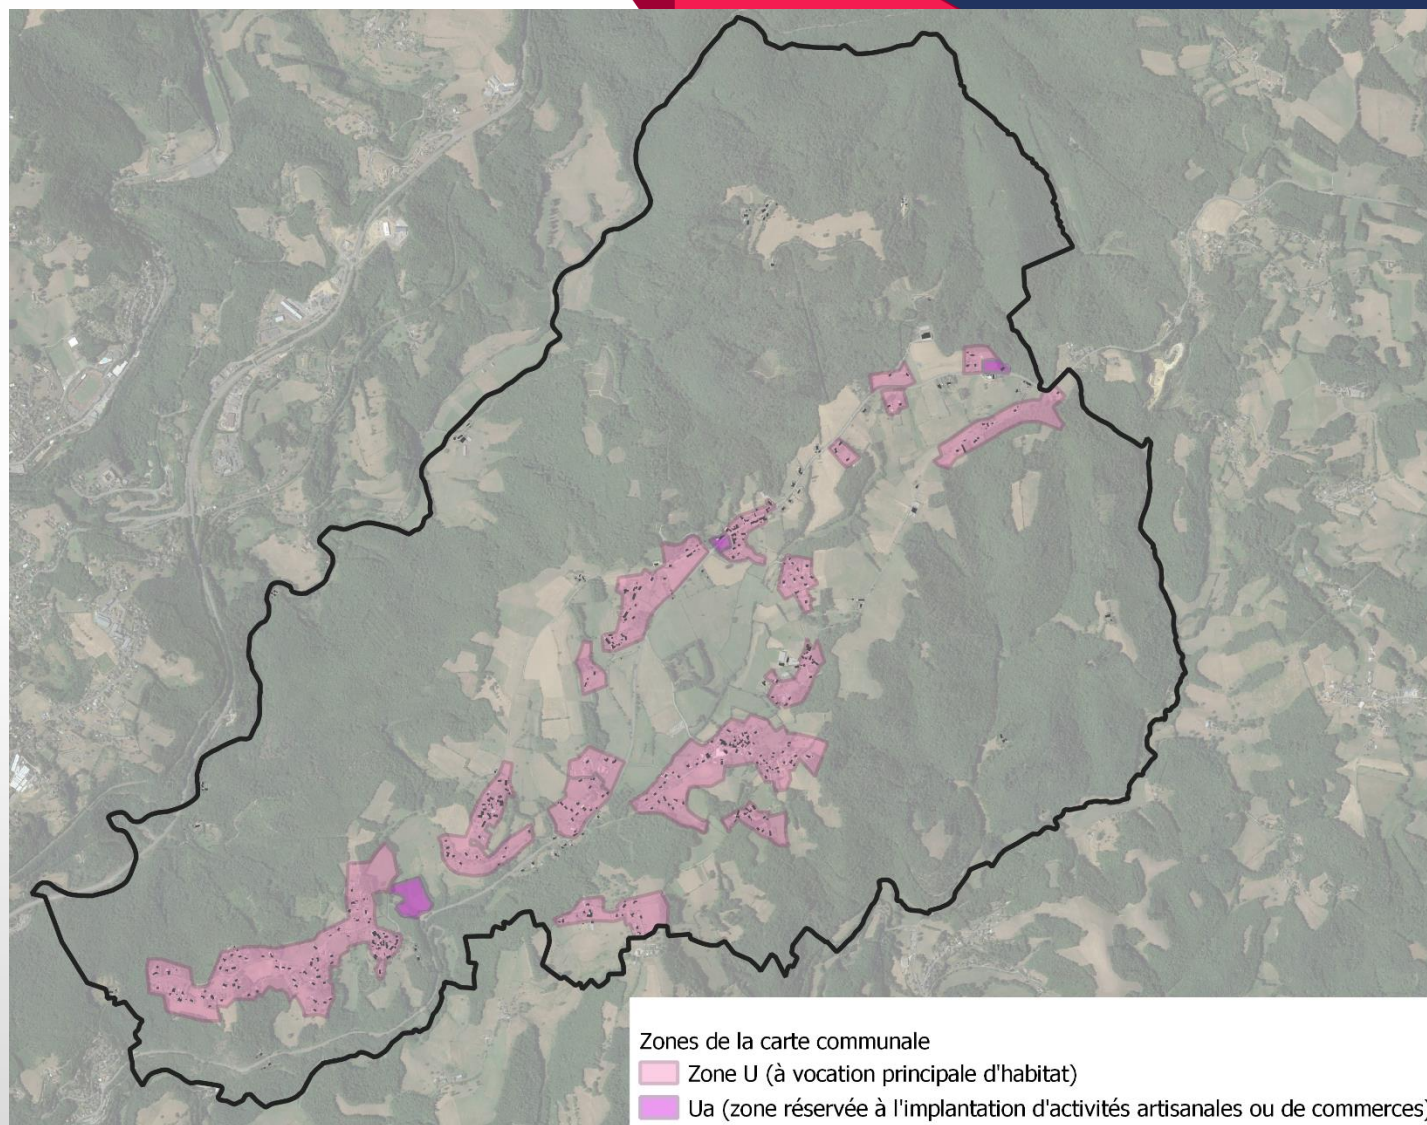 Zones de la carte communale
Zone U (à vocation principale d'habitat)
Ua (zone réservée à l'implantation d'activités artisanales ou de commerces)